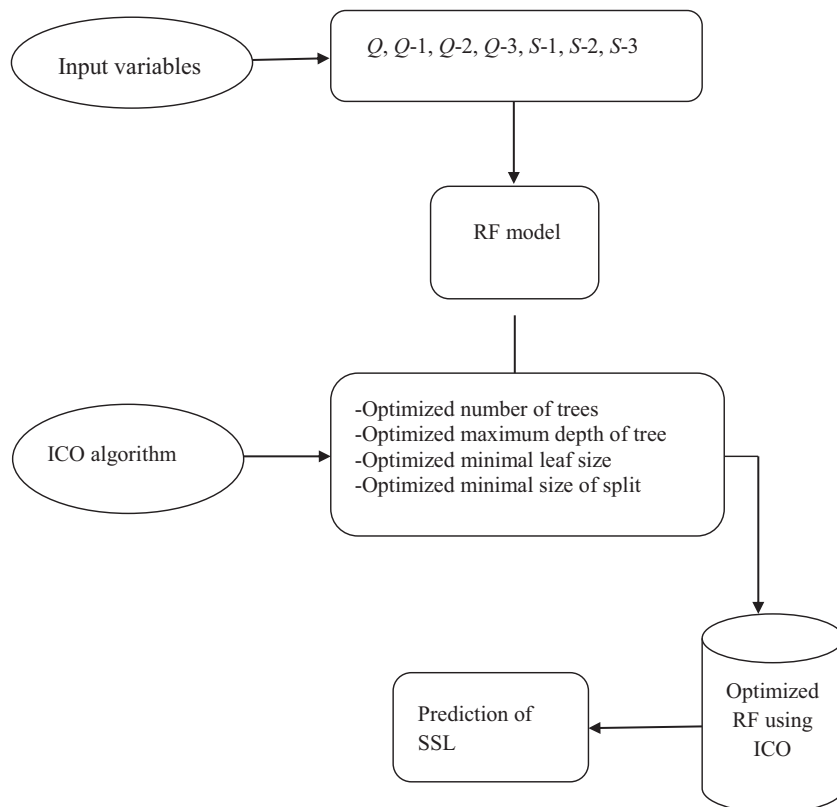 Input variables
Q, Q-1, Q-2, Q-3, S-1, S-2, S-3
RF model
ICO algorithm
-Optimized number of trees
-Optimized maximum depth of tree
-Optimized minimal leaf size
-Optimized minimal size of split
Optimized
RF using
ICO
Prediction of
SSL